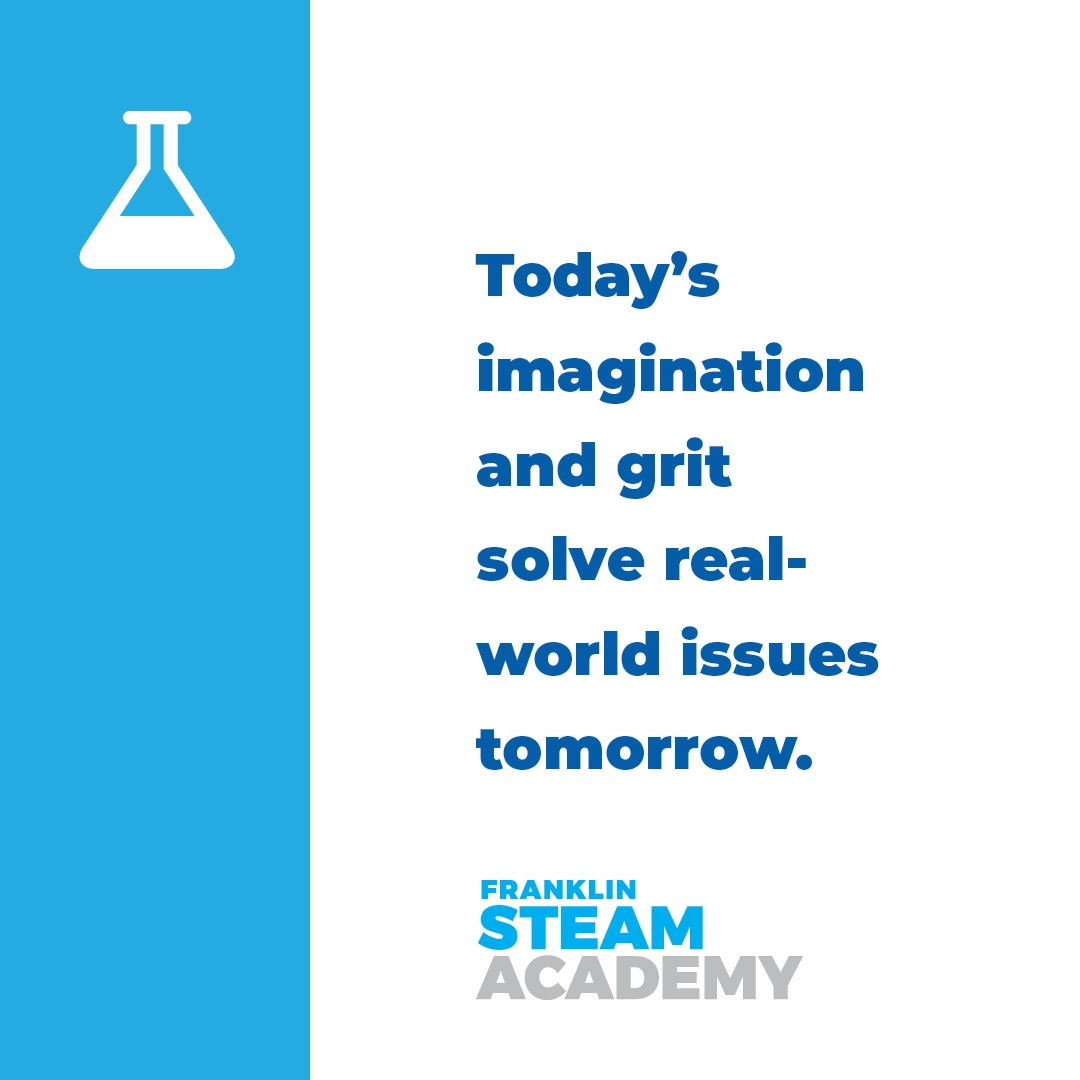 Today’s
imagination
and grit
solve real-
world issues
tomorrow.
FRANKLIN
STEAM
ACADEMY